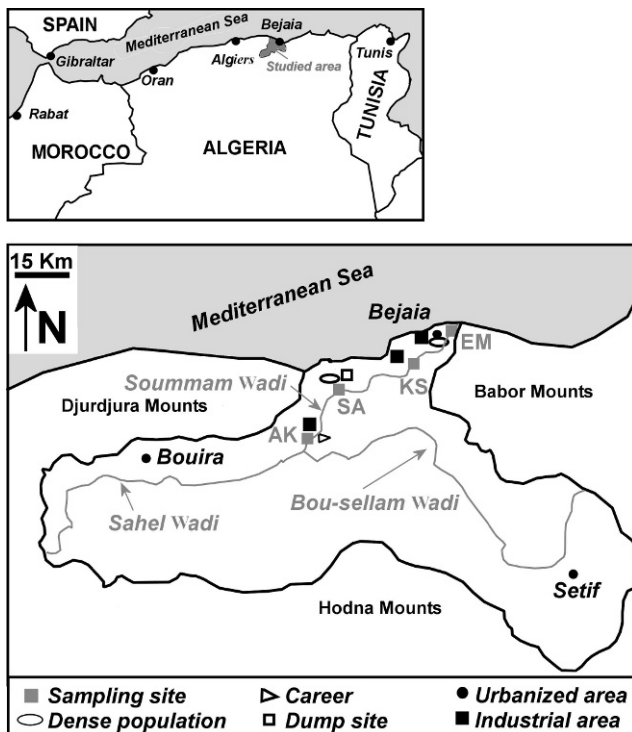 SPAIN
Mediterranean Sea
Bejaia
Gibraltar
Algiers
Tunis
Oran
Studied area
Rabat
TUNISIA
MOROCCO
ALGERIA
15 Km
N
Mediterranean Sea
Bejaia
EM
Soummam Wadi
KS
Babor Mounts
Djurdjura Mounts
SA
AK
Bouira
Bou-sellam Wadi
Sahel Wadi
Setif
Hodna Mounts
Sampling site
Career
Urbanized area
Dense population
Dump site
Industrial area